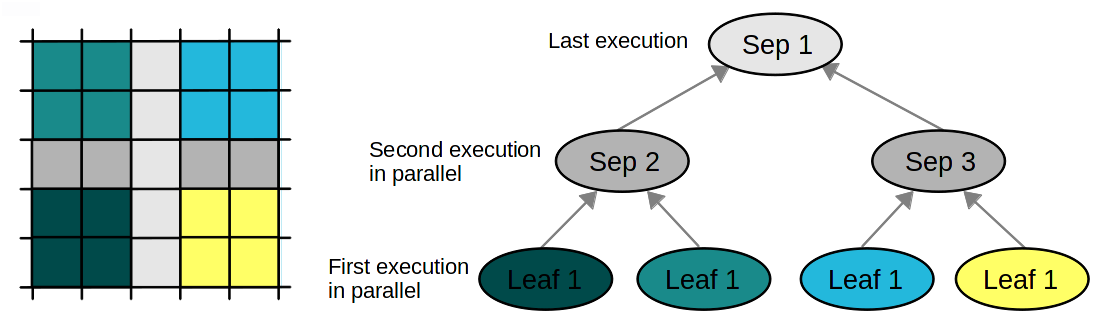 Last execution
Sep 1
Second execution
in parallel
Sep 2
Sep 3
First execution
in parallel
Leaf 1
Leaf 1
Leaf 1
Leaf 1